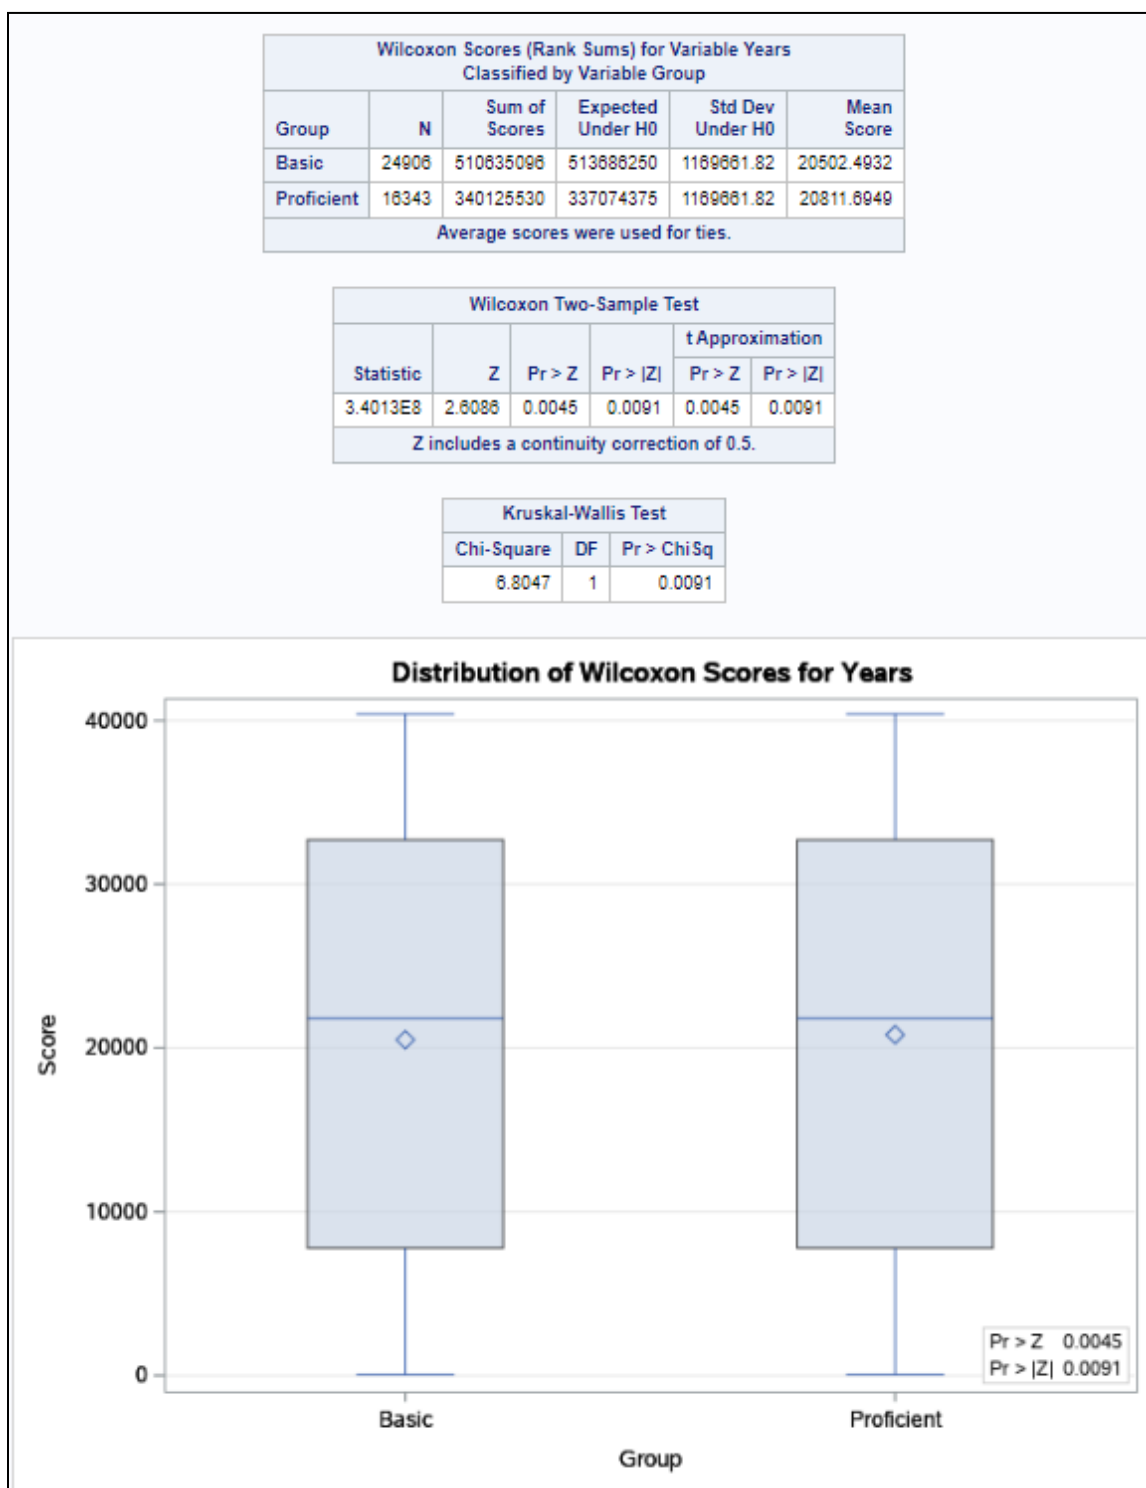 Wilcoxon Scores (Rank Sums) for Variable Years
Classified by Variable Group
Group N Sum of Scores Expected Under H0 Std Dev Under H0 Mean Score
Basic 24906 510635096 513686250 1169661.82 20502.4932
Proficient 16343 340125530 337074375 1169661.82 20811.6949
Average scores were used for ties.
Wilcoxon Two-Sample Test
t Approximation
Statistic Z Pr > Z Pr > |Z| Pr > Z Pr > |Z|
3.4013E8 2.6086 0.0045 0.0091 0.0045 0.0091
Z includes a continuity correction of 0.5.
Kruskal-Wallis Test
Chi-Square DF Pr > ChiSq
6.8047 1 0.0091
Distribution of Wilcoxon Scores for Years
40000
30000
20000
10000
0
Score
Pr > Z 0.0045
Pr > |Z| 0.0091
Basic Proficient
Group